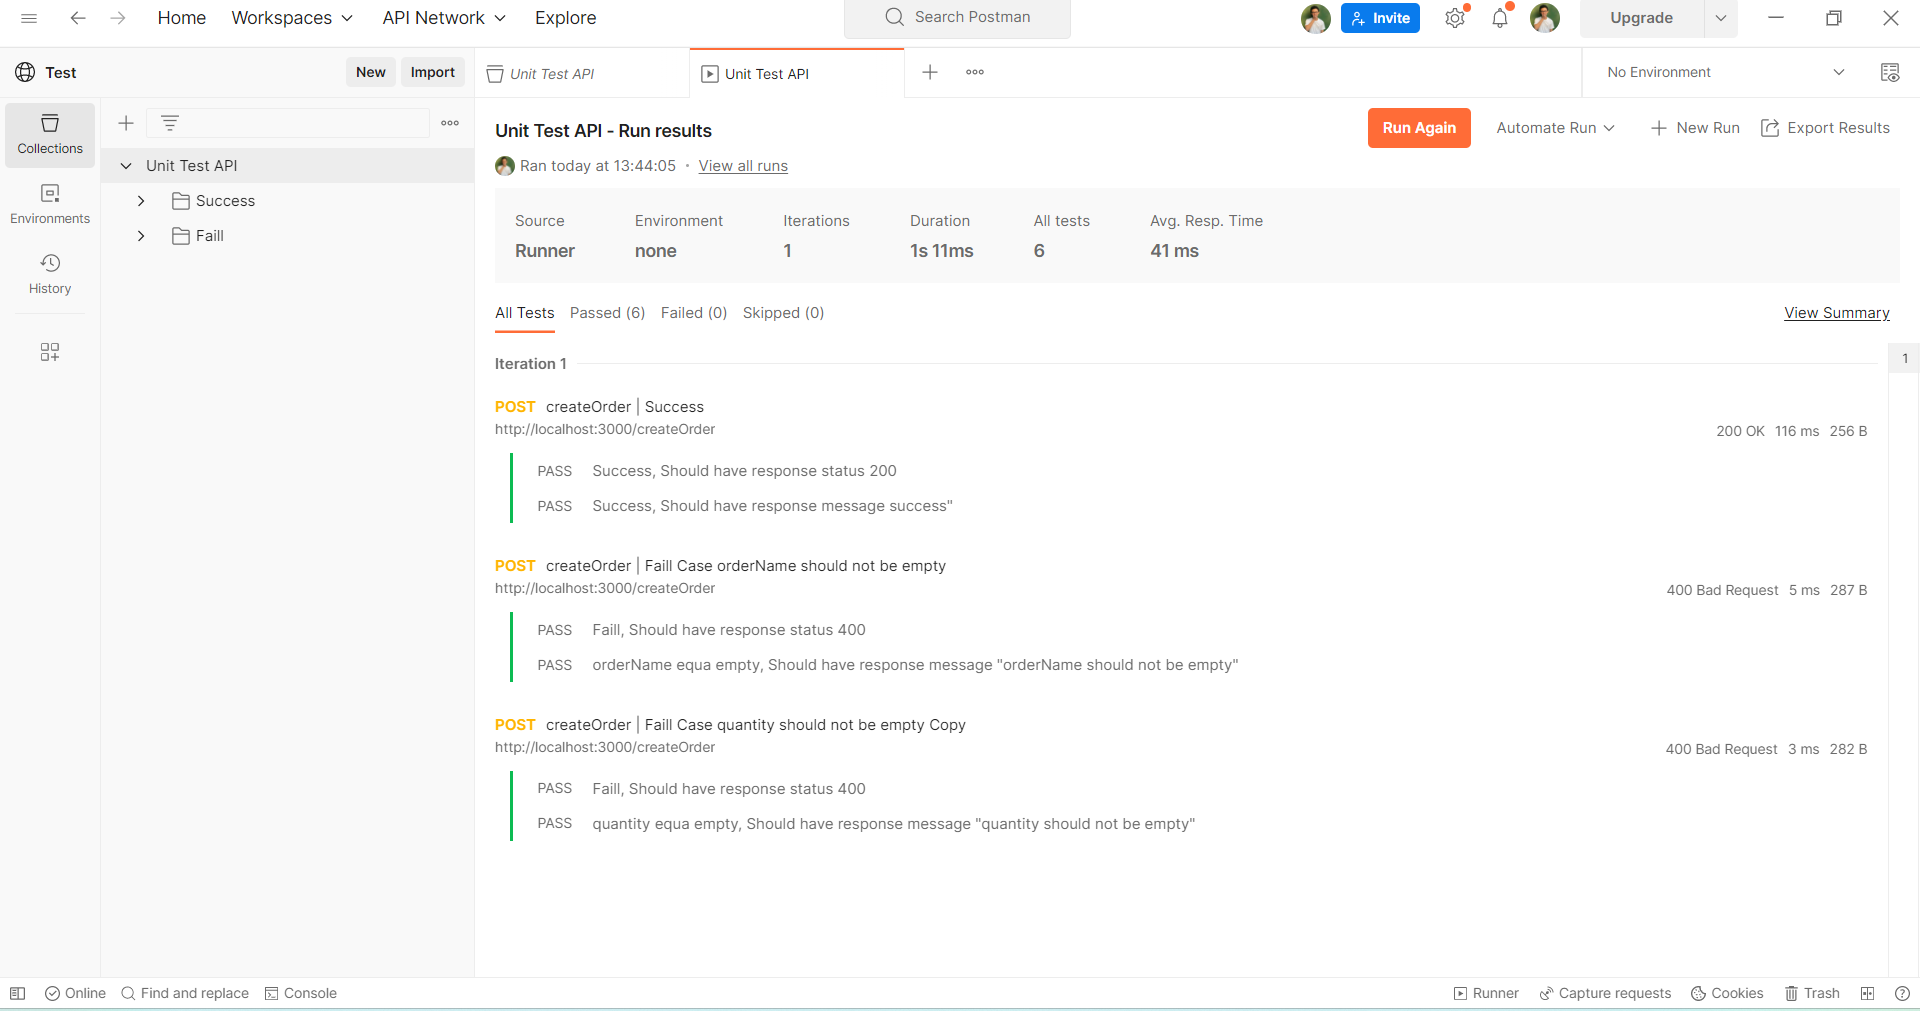 Home Workspaces API Network Explore Search Postman Invite Upgrade
Test New Import Unit Test API Unit Test API No Environment
Collections
Environments
History
Unit Test API
Success
Faill
Unit Test API - Run results Run Again Automate Run New Run Export Results
Ran today at 13:44:05 · View all runs
Source Environment Iterations Duration All tests Avg. Resp. Time
Runner none 1 1s 11ms 6 41 ms
All Tests Passed (6) Failed (0) Skipped (0) View Summary
Iteration 1 1
POST createOrder | Success
http://localhost:3000/createOrder 200 OK 116 ms 256 B
PASS Success, Should have response status 200
PASS Success, Should have response message success"
POST createOrder | Faill Case orderName should not be empty
http://localhost:3000/createOrder 400 Bad Request 5 ms 287 B
PASS Faill, Should have response status 400
PASS orderName equa empty, Should have response message "orderName should not be empty"
POST createOrder | Faill Case quantity should not be empty Copy
http://localhost:3000/createOrder 400 Bad Request 3 ms 282 B
PASS Faill, Should have response status 400
PASS quantity equa empty, Should have response message "quantity should not be empty"
Online Find and replace Console Runner Capture requests Cookies Trash